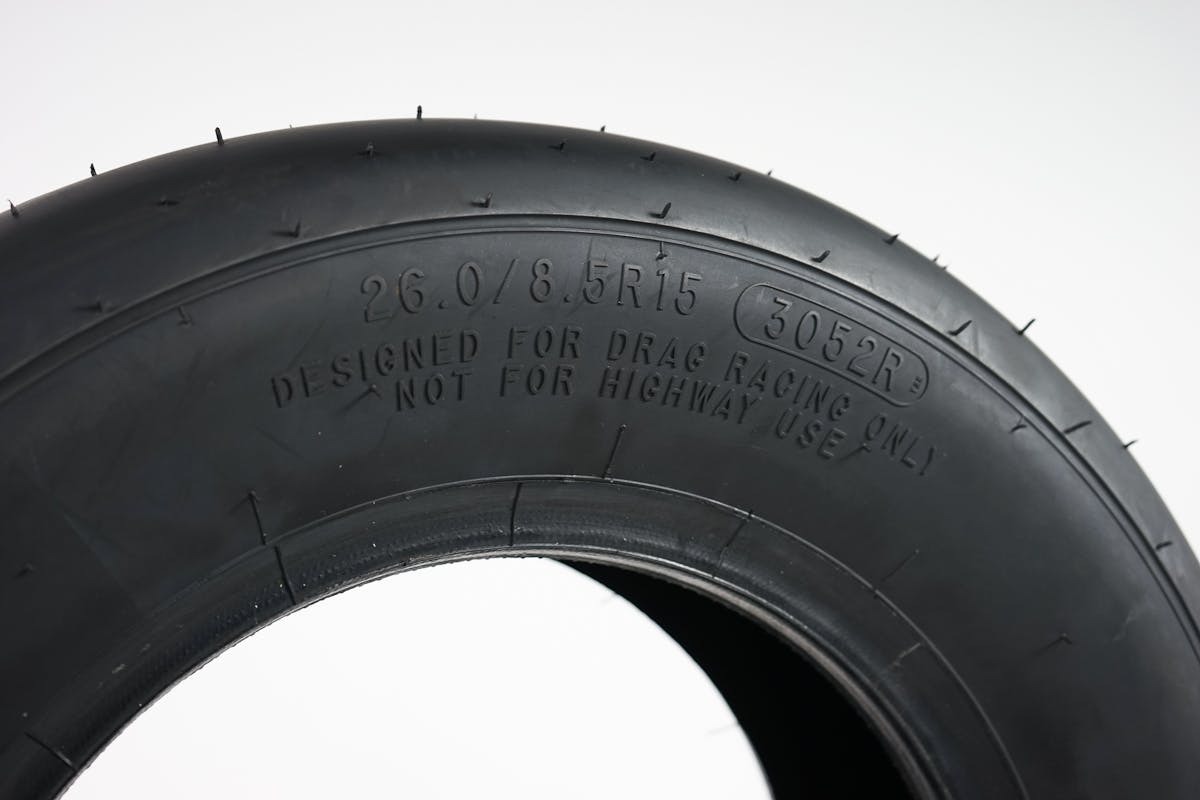 26.0/8.5R15 3052R
DESIGNED FOR DRAG RACING ONLY
NOT FOR HIGHWAY USE